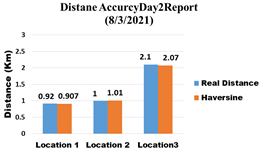 Distane AccurcyDay2Report
(8/3/2021)
Distance (Km)
3
2.5
2
1.5
1
0.5
0
0.92 0.907
1 1.01
2.1 2.07
Location 1 Location 2 Location3
Real Distance
Haversine